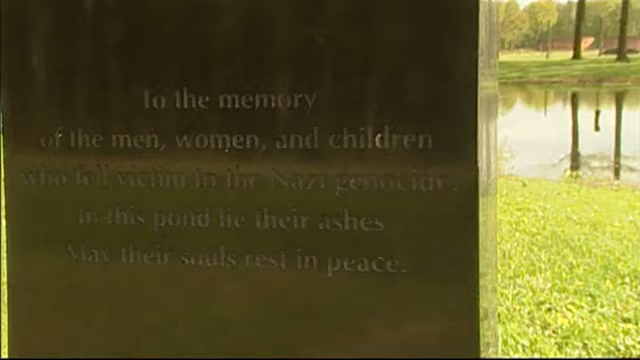 To the memory
of the men, women, and children
who fell victim to the Nazi genocide.
In this pond lie their ashes
May their souls rest in peace.